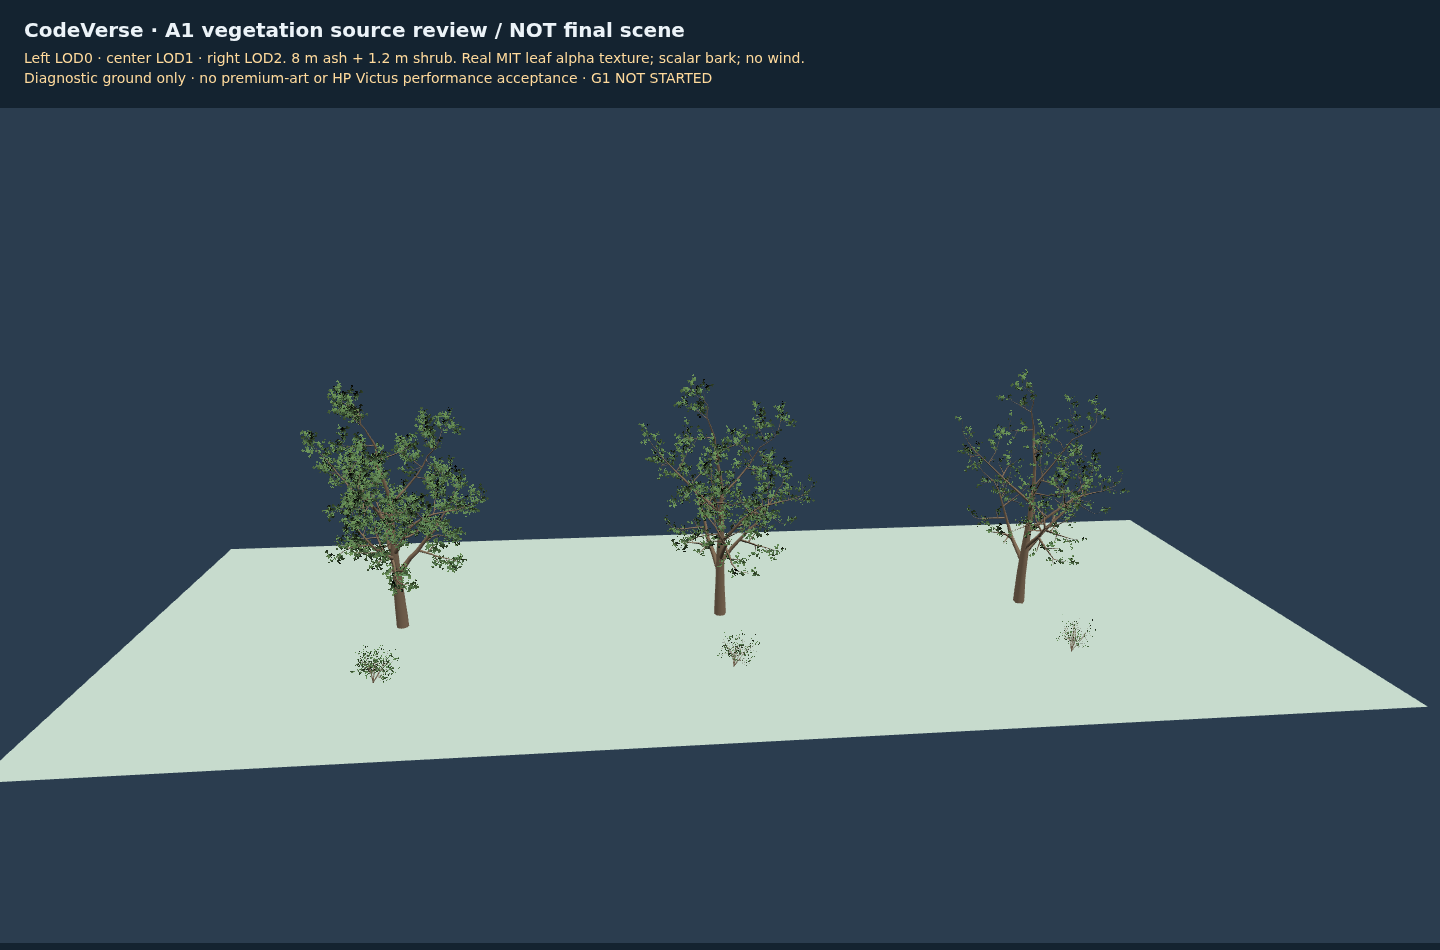 CodeVerse · A1 vegetation source review / NOT final scene
Left LOD0 · center LOD1 · right LOD2. 8 m ash + 1.2 m shrub. Real MIT leaf alpha texture; scalar bark; no wind.
Diagnostic ground only · no premium-art or HP Victus performance acceptance · G1 NOT STARTED